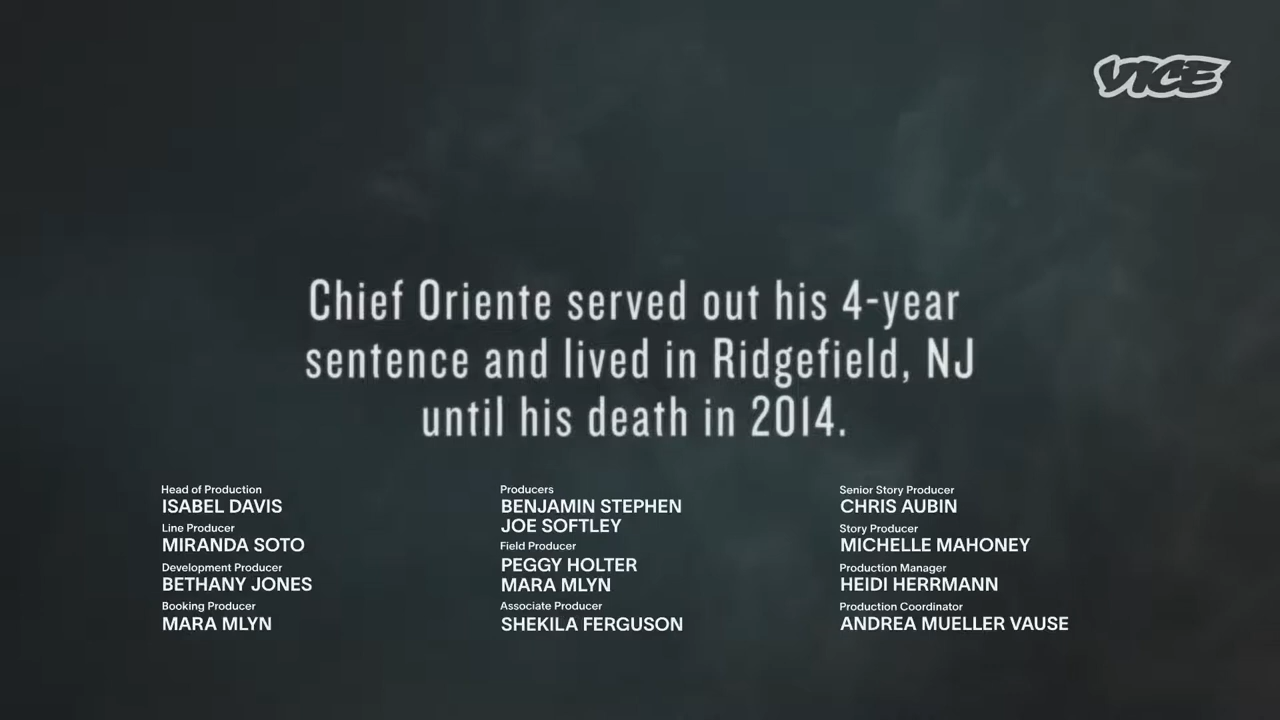 VICE
Chief Oriente served out his 4-year
sentence and lived in Ridgefield, NJ
until his death in 2014.
Head of Production
ISABEL DAVIS
Line Producer
MIRANDA SOTO
Development Producer
BETHANY JONES
Booking Producer
MARA MLYN
Producers
BENJAMIN STEPHEN
JOE SOFTLEY
Field Producer
PEGGY HOLTER
MARA MLYN
Associate Producer
SHEKILA FERGUSON
Senior Story Producer
CHRIS AUBIN
Story Producer
MICHELLE MAHONEY
Production Manager
HEIDI HERRMANN
Production Coordinator
ANDREA MUELLER VAUSE